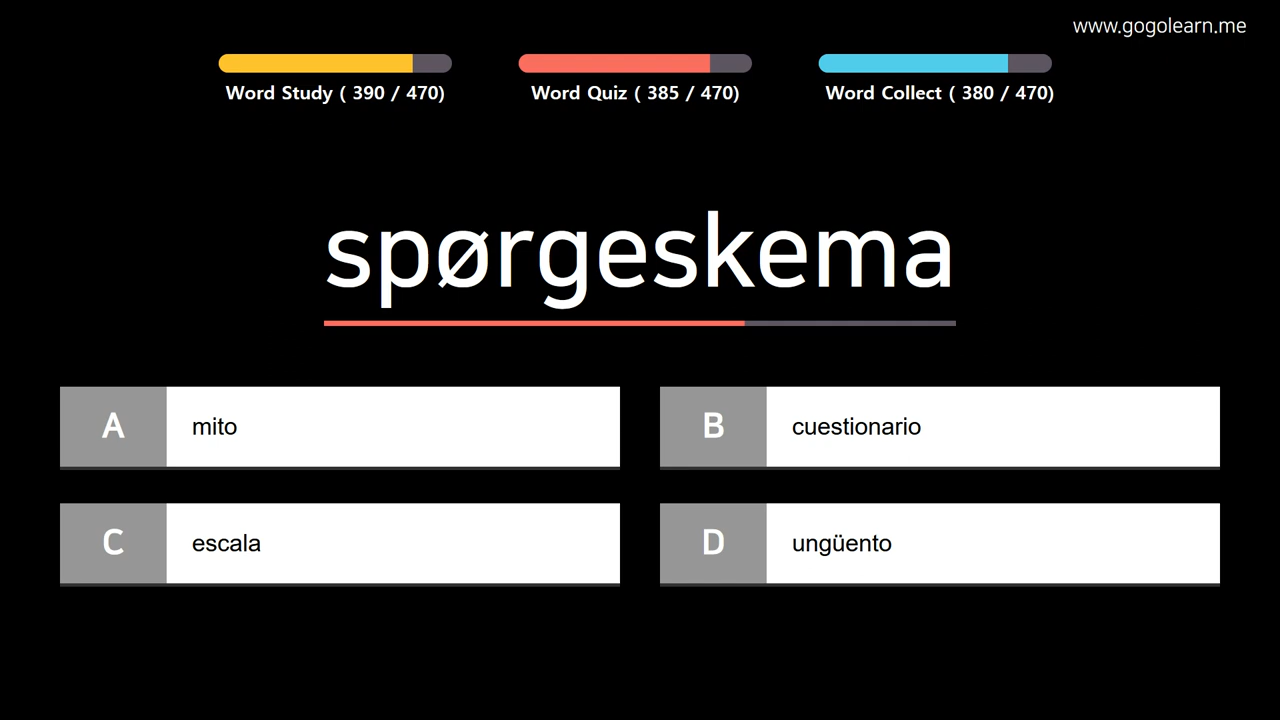 www.gogolearn.me
Word Study ( 390 / 470)
Word Quiz ( 385 / 470)
Word Collect ( 380 / 470)
spørgeskema
A mito
B cuestionario
C escala
D ungüento